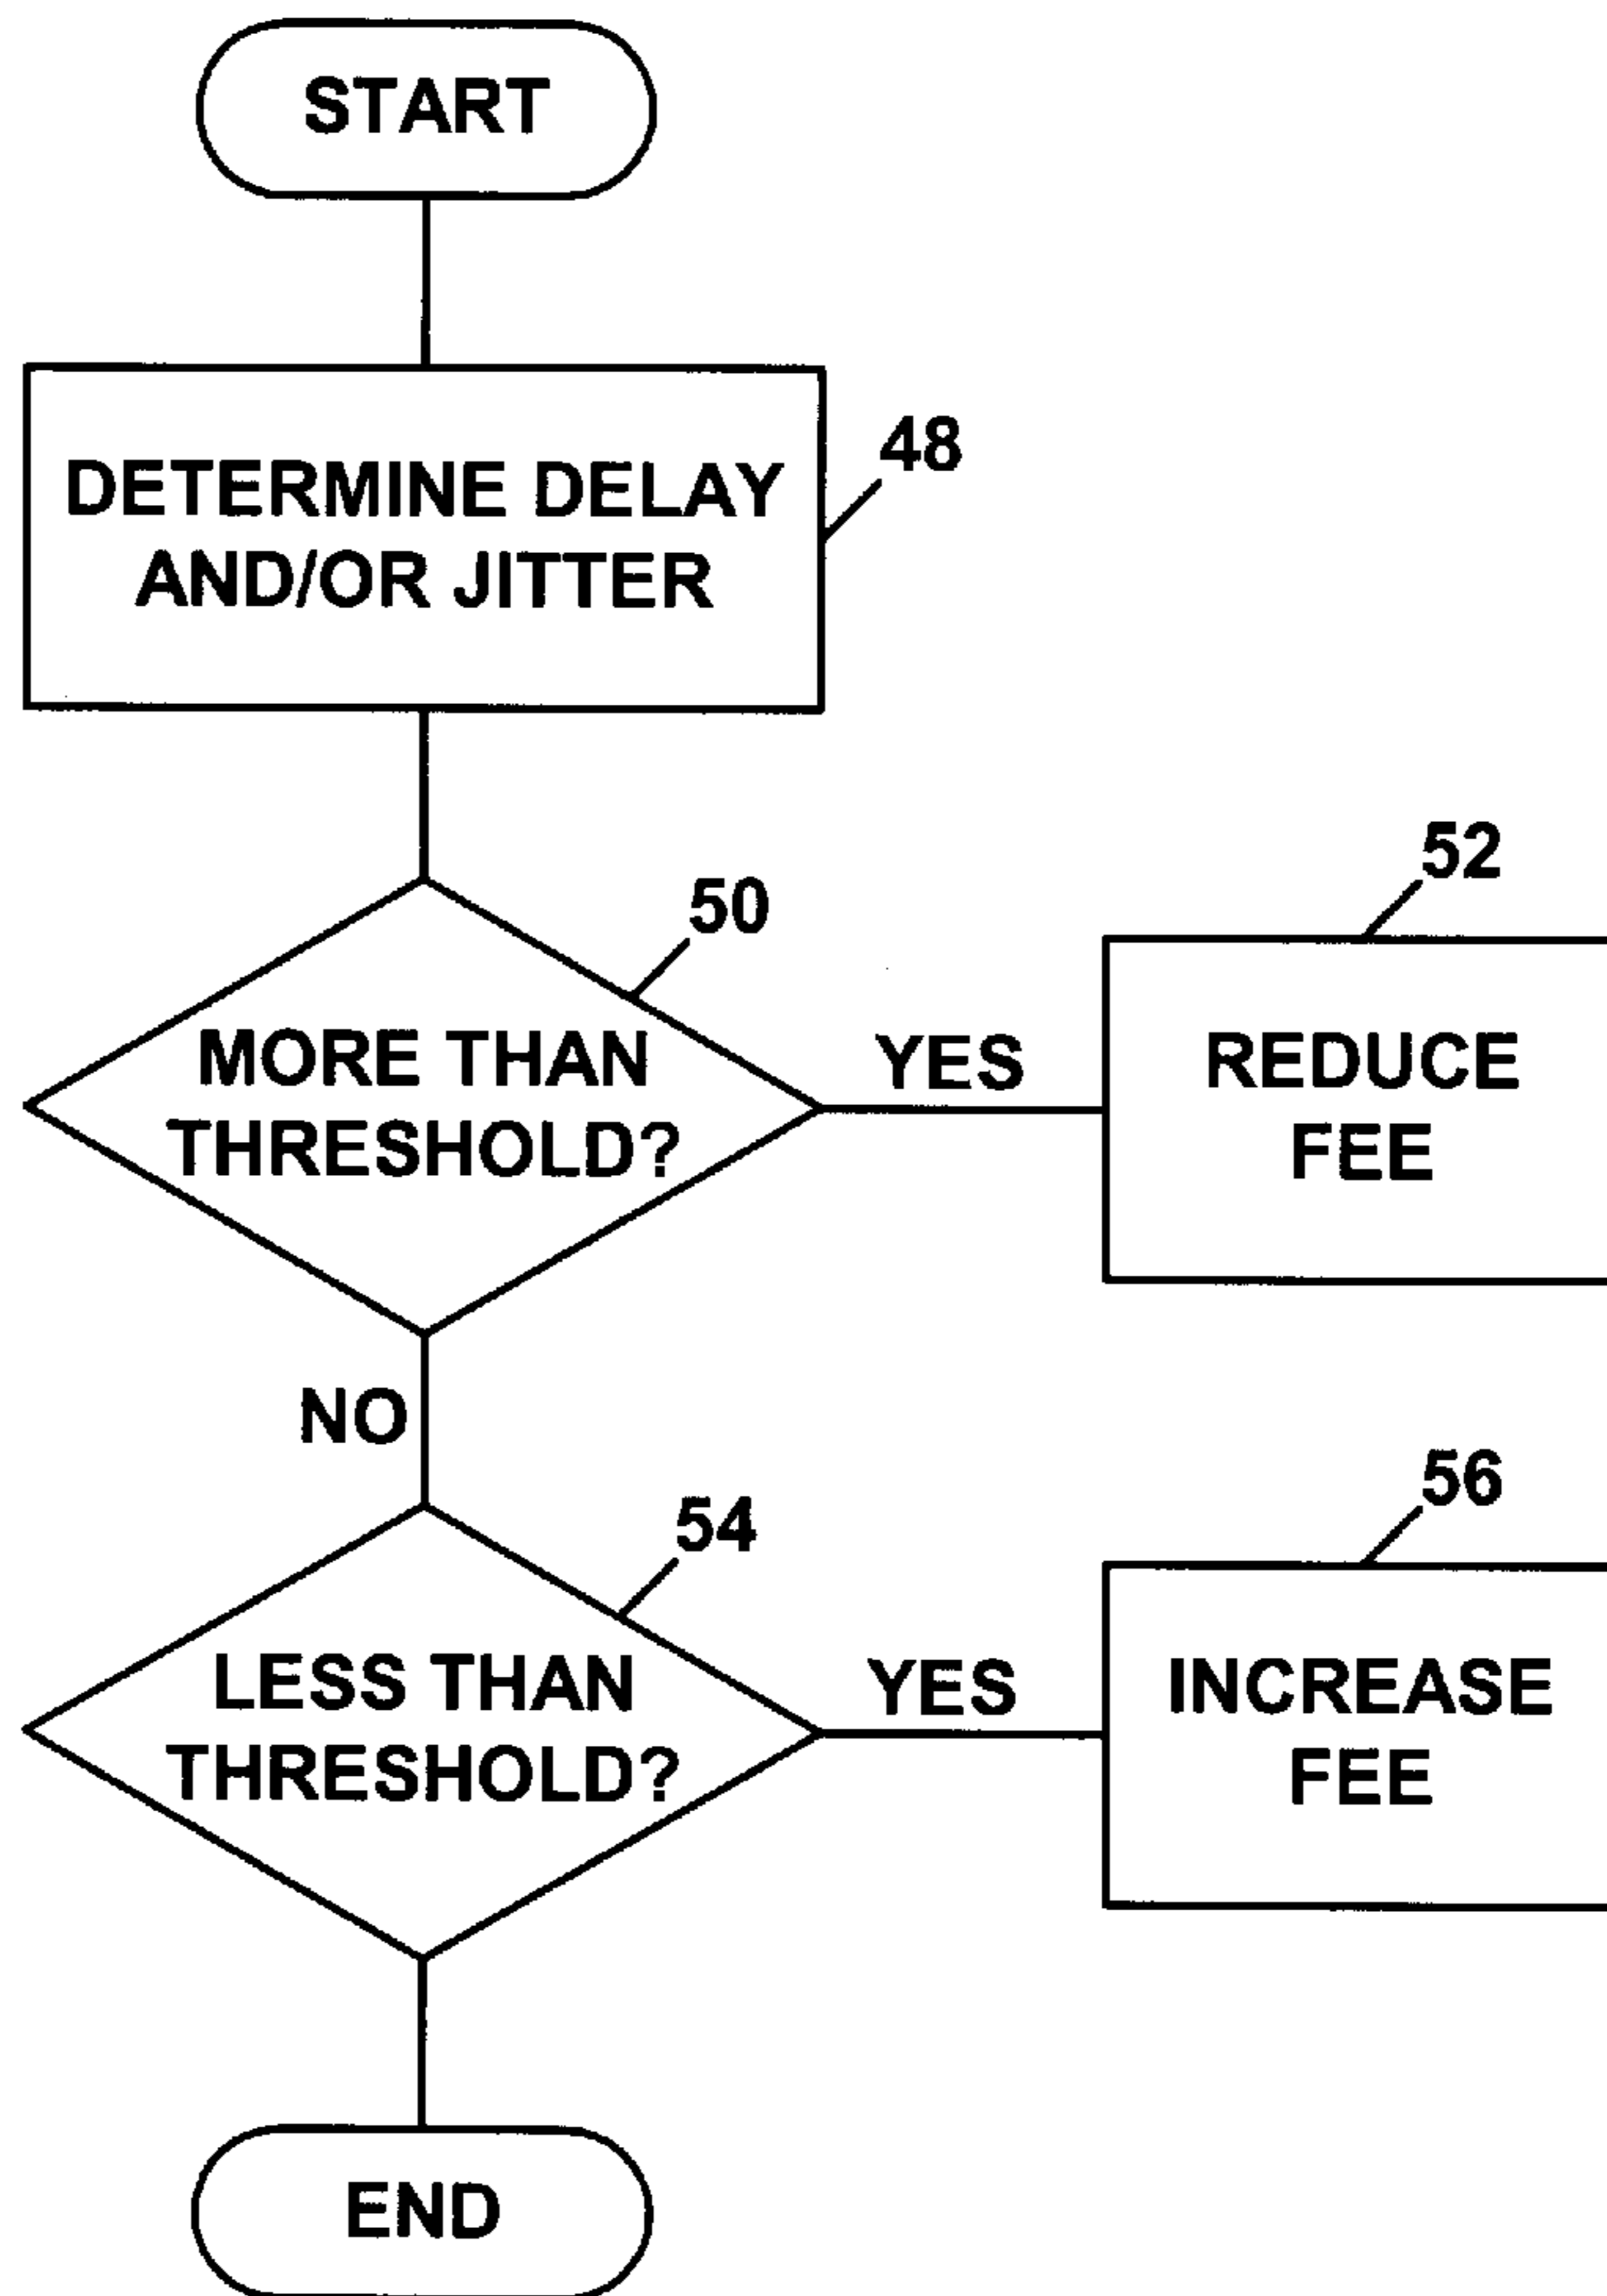 START
48
DETERMINE DELAY
AND/OR JITTER
50
52
MORE THAN
THRESHOLD?
YES
REDUCE
FEE
NO
54
56
LESS THAN
THRESHOLD?
YES
INCREASE
FEE
END